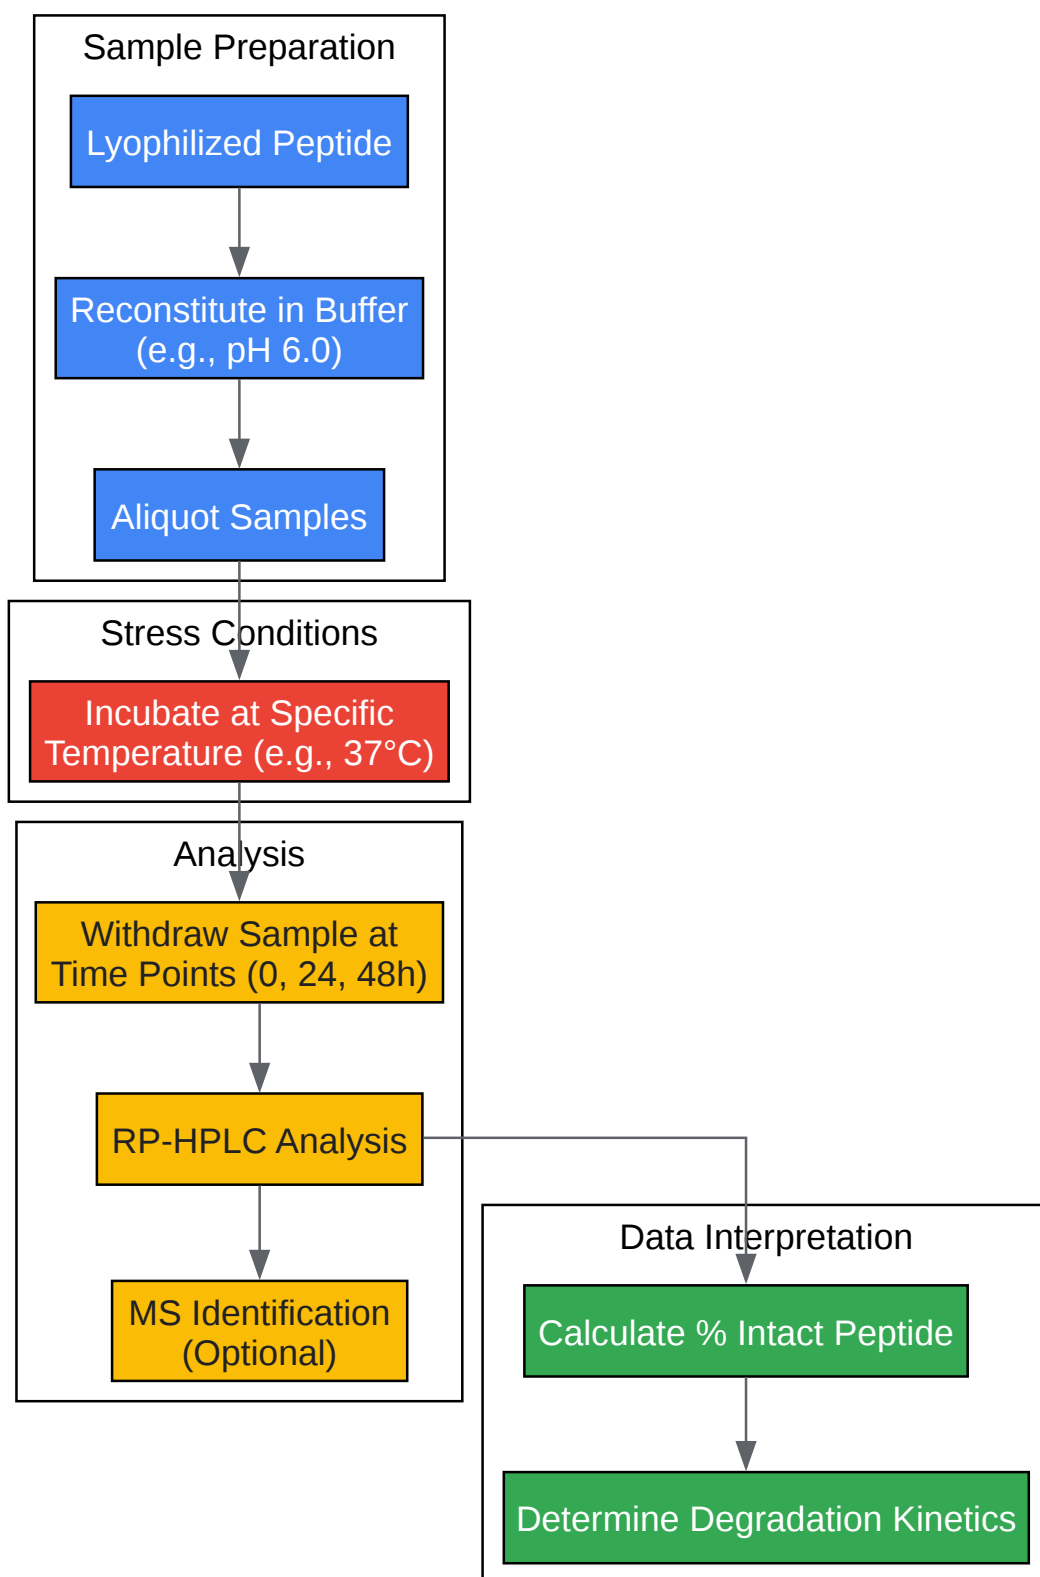 Sample Preparation
Lyophilized Peptide
Reconstitute in Buffer
(e.g., pH 6.0)
Aliquot Samples
Stress Conditions
Incubate at Specific
Temperature (e.g., 37°C)
Analysis
Withdraw Sample at
Time Points (0, 24, 48h)
RP-HPLC Analysis
MS Identification
(Optional)
Data Interpretation
Calculate % Intact Peptide
Determine Degradation Kinetics